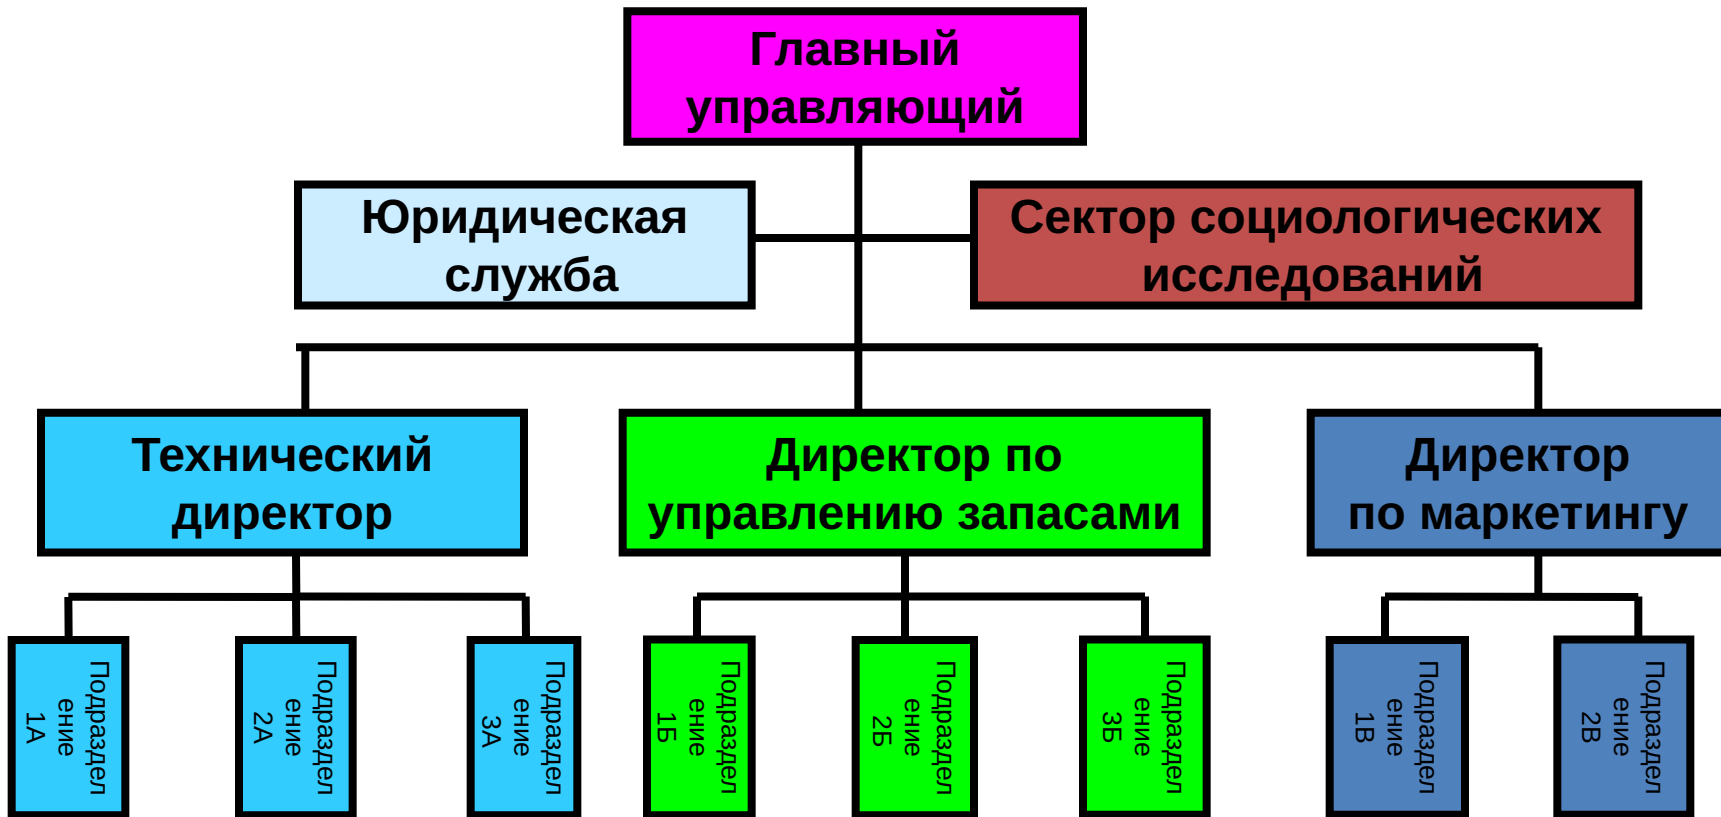 Главный
управляющий
Юридическая
служба
Сектор социологических
исследований
Технический
директор
Директор по
управлению запасами
Директор
по маркетингу
Подраздел
ение
1А
Подраздел
ение
2А
Подраздел
ение
3А
Подраздел
ение
1Б
Подраздел
ение
2Б
Подраздел
ение
3Б
Подраздел
ение
1В
Подраздел
ение
2В